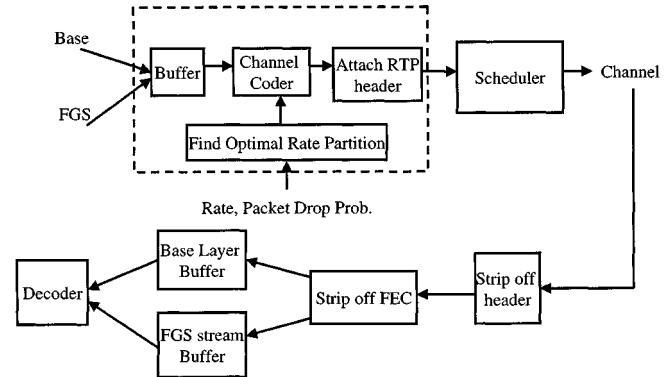 Base
FGS
Buffer
Channel
Coder
Attach RTP
header
Scheduler
Channel
Find Optimal Rate Partition
Rate, Packet Drop Prob.
Base Layer
Buffer
Decoder
FGS stream
Buffer
Strip off FEC
Strip off
header